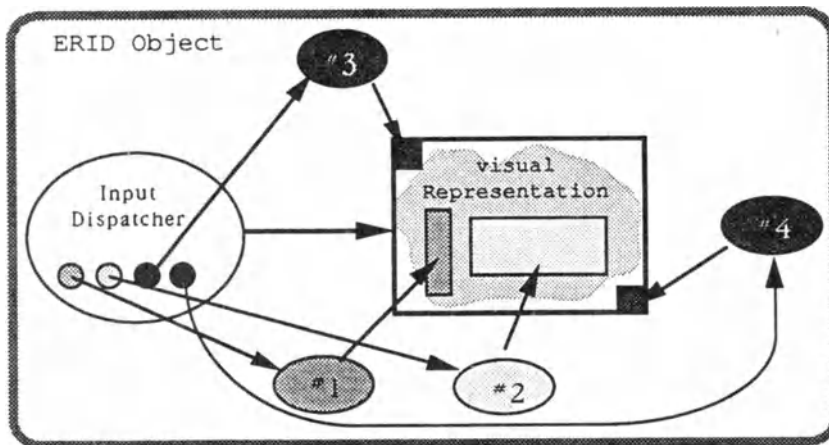 ERID Object
#3
visual
Representation
Input
Dispatcher
#4
#1
#2